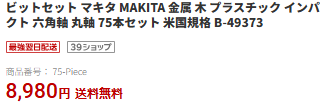 ビットセット マキタ MAKITA 金属 木 プラスチック インパ
クト 六角軸 丸軸 75本セット 米国規格 B-49373
最強翌日配送 39ショップ
商品番号： 75-Piece
8,980円 送料無料